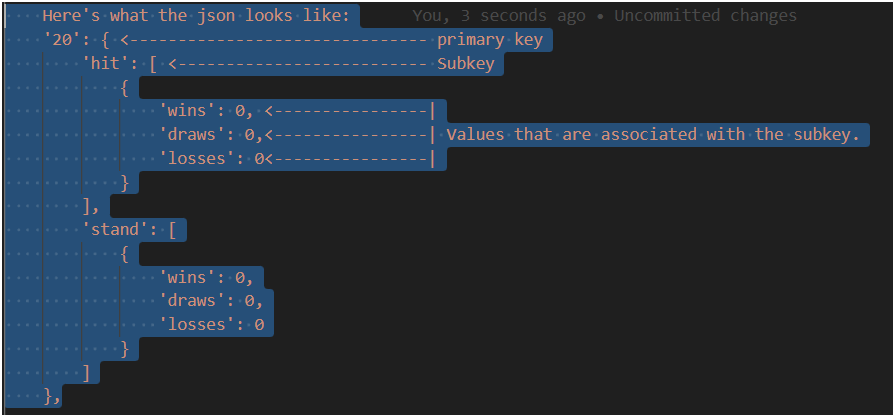 Here's what the json looks like: You, 3 seconds ago • Uncommitted changes
'20': { <------------------------------- primary key
'hit': [ <--------------------------- Subkey
{
'wins': 0, <----------------|
'draws': 0,<----------------| Values that are associated with the subkey.
'losses': 0<----------------|
}
],
'stand': [
{
'wins': 0,
'draws': 0,
'losses': 0
}
]
},